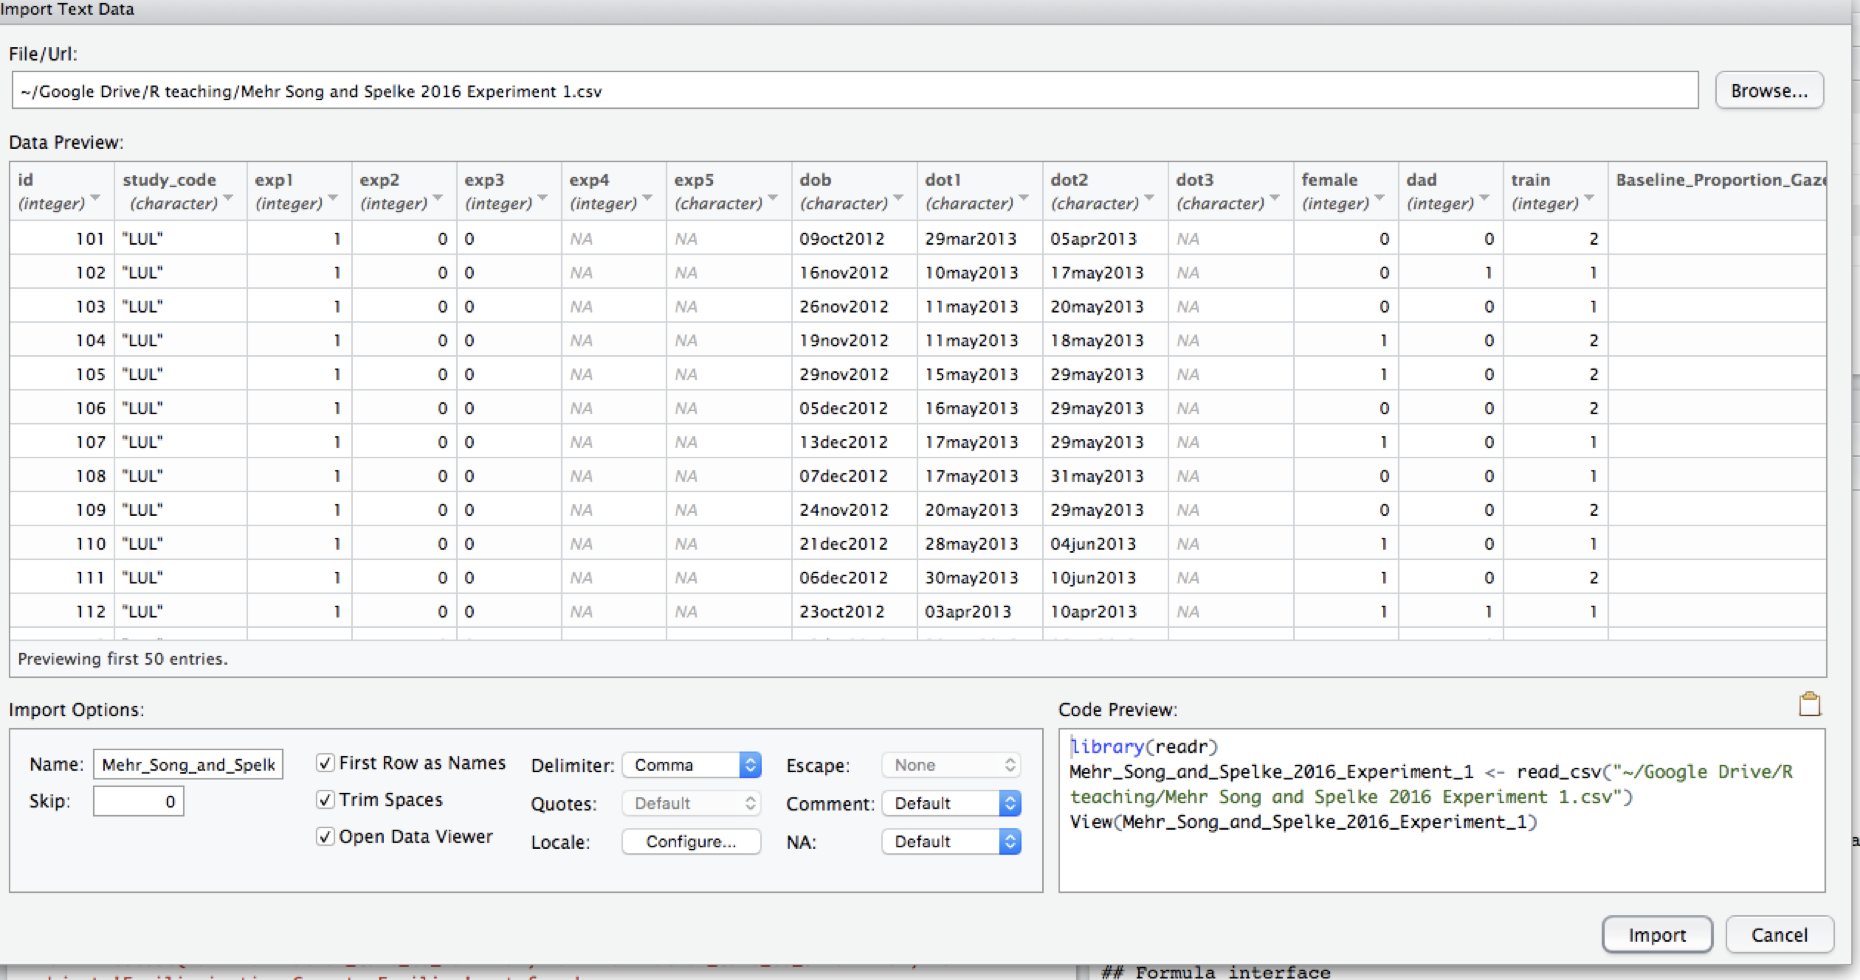 Import Text Data
File/Url:
~/Google Drive/R teaching/Mehr Song and Spelke 2016 Experiment 1.csv
Browse...
Data Preview:
id study_code exp1 exp2 exp3 exp4 exp5 dob dot1 dot2 dot3 female dad train Baseline_Proportion_Gaze
(integer) (character) (integer) (integer) (integer) (integer) (character) (character) (character) (character) (character) (integer) (integer) (integer)
101 "LUL" 1 0 0 NA NA 09oct2012 29mar2013 05apr2013 NA 0 0 2
102 "LUL" 1 0 0 NA NA 16nov2012 10may2013 17may2013 NA 0 1 1
103 "LUL" 1 0 0 NA NA 26nov2012 11may2013 20may2013 NA 0 0 1
104 "LUL" 1 0 0 NA NA 19nov2012 11may2013 18may2013 NA 1 0 2
105 "LUL" 1 0 0 NA NA 29nov2012 15may2013 29may2013 NA 1 0 2
106 "LUL" 1 0 0 NA NA 05dec2012 16may2013 29may2013 NA 0 0 2
107 "LUL" 1 0 0 NA NA 13dec2012 17may2013 29may2013 NA 1 0 1
108 "LUL" 1 0 0 NA NA 07dec2012 17may2013 31may2013 NA 0 0 1
109 "LUL" 1 0 0 NA NA 24nov2012 20may2013 29may2013 NA 0 0 2
110 "LUL" 1 0 0 NA NA 21dec2012 28may2013 04jun2013 NA 1 0 1
111 "LUL" 1 0 0 NA NA 06dec2012 30may2013 10jun2013 NA 1 0 2
112 "LUL" 1 0 0 NA NA 23oct2012 03apr2013 10apr2013 NA 1 1 1
Previewing first 50 entries.
Import Options:
Name: Mehr_Song_and_Spelk
Skip: 0
First Row as Names
Trim Spaces
Open Data Viewer
Delimiter: Comma
Quotes: Default
Locale: Configure...
Escape: None
Comment: Default
NA: Default
Code Preview:
library(readr)
Mehr_Song_and_Spelke_2016_Experiment_1 <- read_csv("~/Google Drive/R
teaching/Mehr Song and Spelke 2016 Experiment 1.csv")
View(Mehr_Song_and_Spelke_2016_Experiment_1)
Import
Cancel
## Formula interface